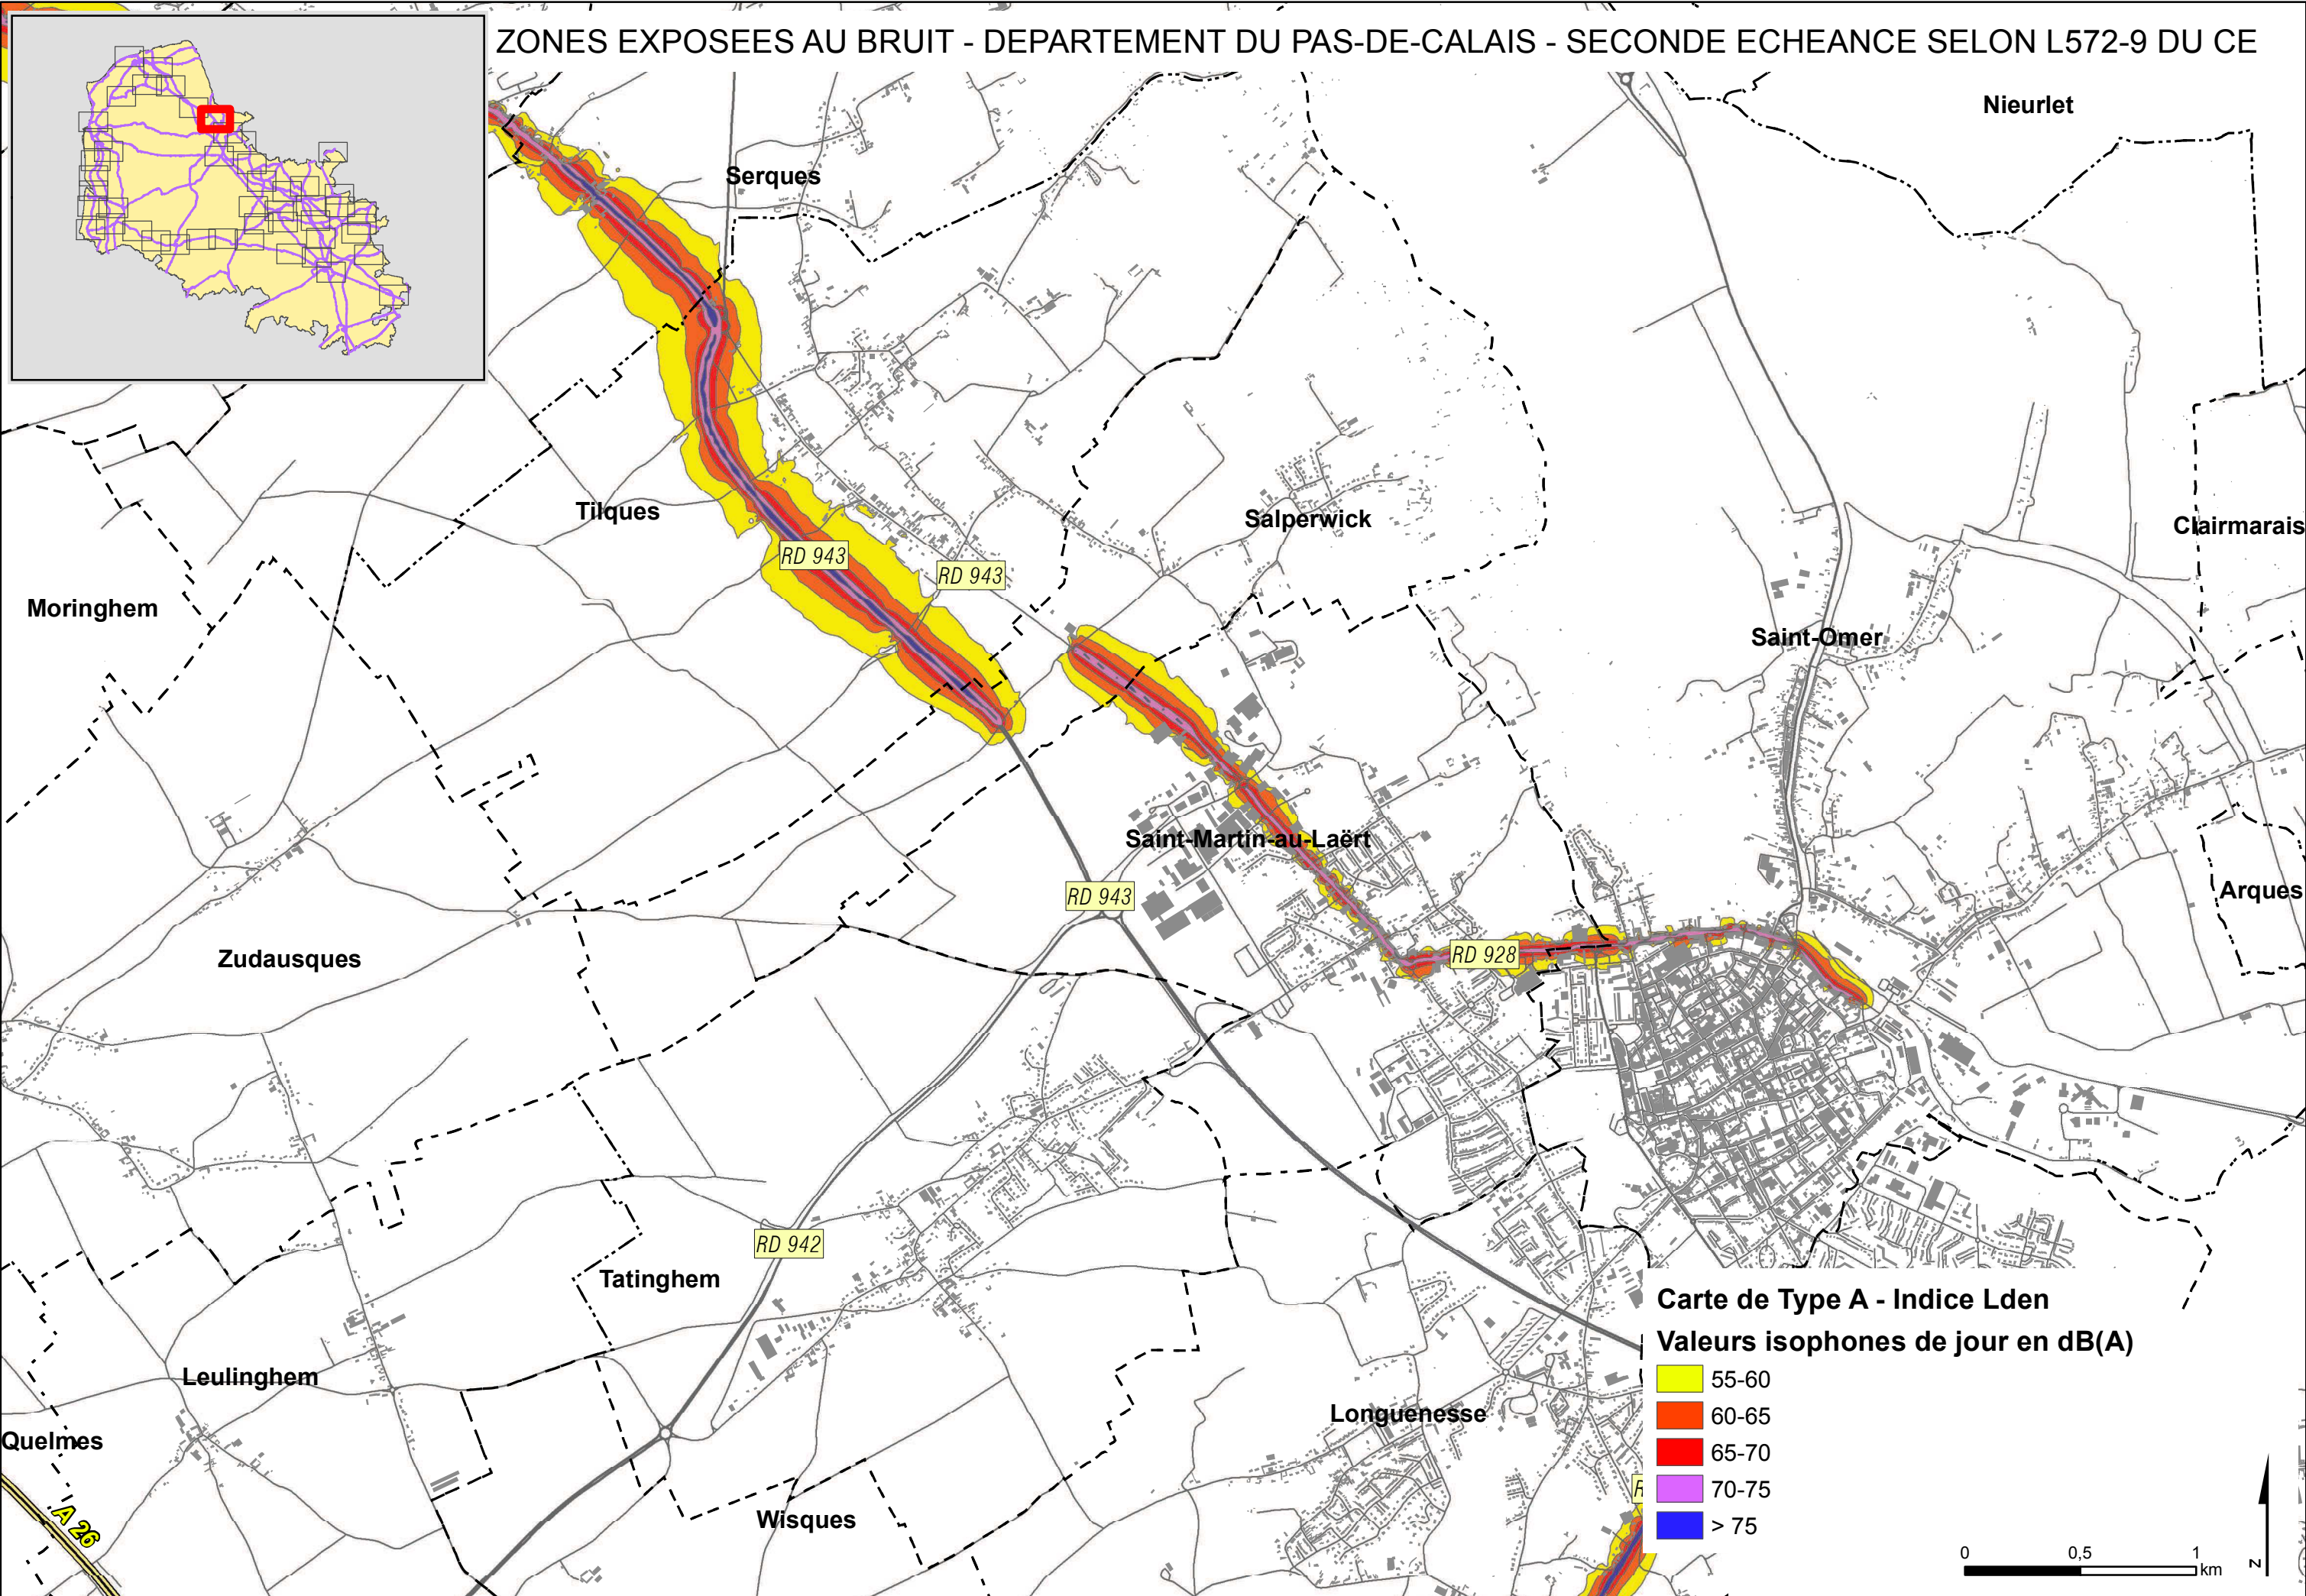 ZONES EXPOSEES AU BRUIT - DEPARTEMENT DU PAS-DE-CALAIS - SECONDE ECHEANCE SELON L572-9 DU CE
Nieurlet
Serques
Tilques
Salperwick
Clairmarais
RD 943
RD 943
Moringhem
Saint-Omer
Saint-Martin-au-Laërt
RD 943
Arques
RD 928
Zudausques
RD 942
Tatinghem
Leulinghem
Longuenesse
Quelmes
A 26
Wisques
R
Carte de Type A - Indice Lden
Valeurs isophones de jour en dB(A)
55-60
60-65
65-70
70-75
> 75
0 0,5 1
km
N